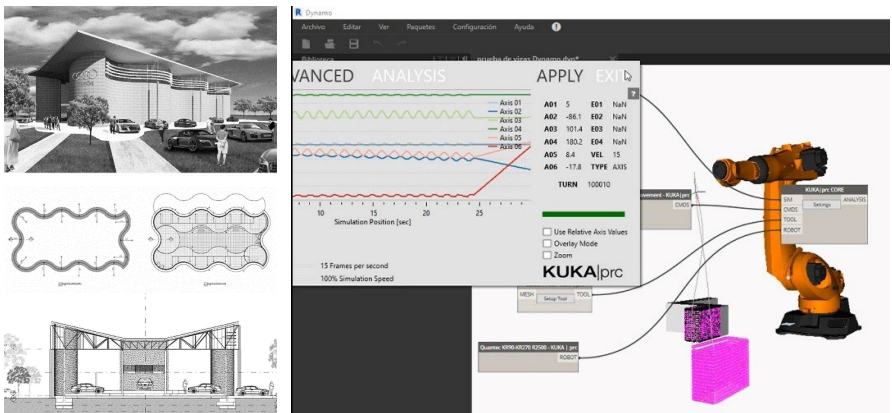 Dynamo
Archivo Editar Ver Paquetes Configuración Ayuda
Biblioteca
prueba de vigas Dynamo.dyn*
VANCED ANALYSIS
APPLY EXIT
?
Axis 01
Axis 02
Axis 03
Axis 04
Axis 05
Axis 06
A01 5 E01 NaN
A02 -86.1 E02 NaN
A03 101.4 E03 NaN
A04 180.2 E04 NaN
A05 8.4 VEL 15
A06 -17.8 TYPE AXIS
TURN 100010
10 15 20 25
Simulation Position [sec]
Use Relative Axis Values
Overlay Mode
Zoom
15 Frames per second
100% Simulation Speed
KUKA|prc
ovement - KUKA|prc
CMDS
KUKA|prc CORE
SIM
CMDS
TOOL
ROBOT
Settings
ANALYSIS
MESH
Setup Tool
TOOL
Quantec KR90-KR270 R2500 - KUKA | prc
ROBOT